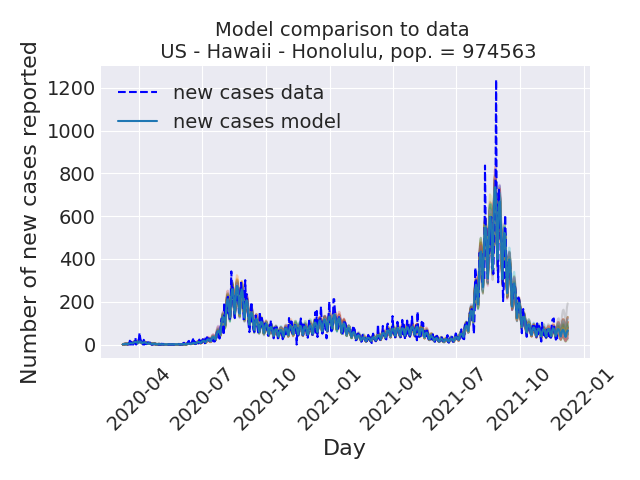 Model comparison to data
US - Hawaii - Honolulu, pop. = 974563
Number of new cases reported
1200
1000
800
600
400
200
0
new cases data
new cases model
2020-04
2020-07
2020-10
2021-01
2021-04
2021-07
2021-10
2022-01
Day